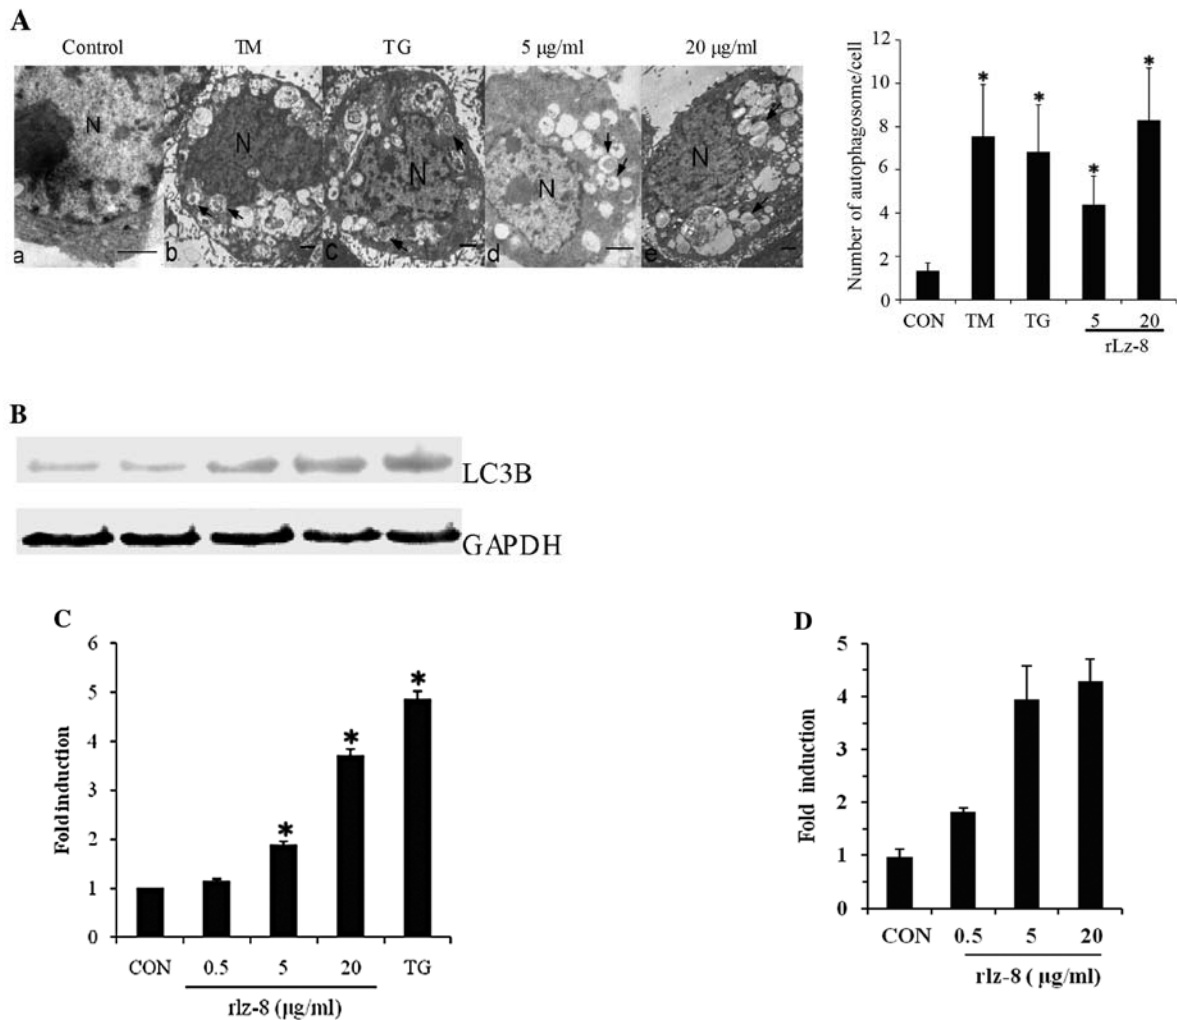 A
Control TM TG 5 μg/ml 20 μg/ml
N N N N N
a b c d e
Number of autophagosome/cell
12
10
8
6
4
2
0
CON TM TG 5 20
rLz-8
B
LC3B
GAPDH
C
Fold induction
6
5
4
3
2
1
0
CON 0.5 5 20 TG
rlz-8 (μg/ml)
D
Fold induction
5
4
3
2
1
0
CON 0.5 5 20
rlz-8 ( μg/ml)